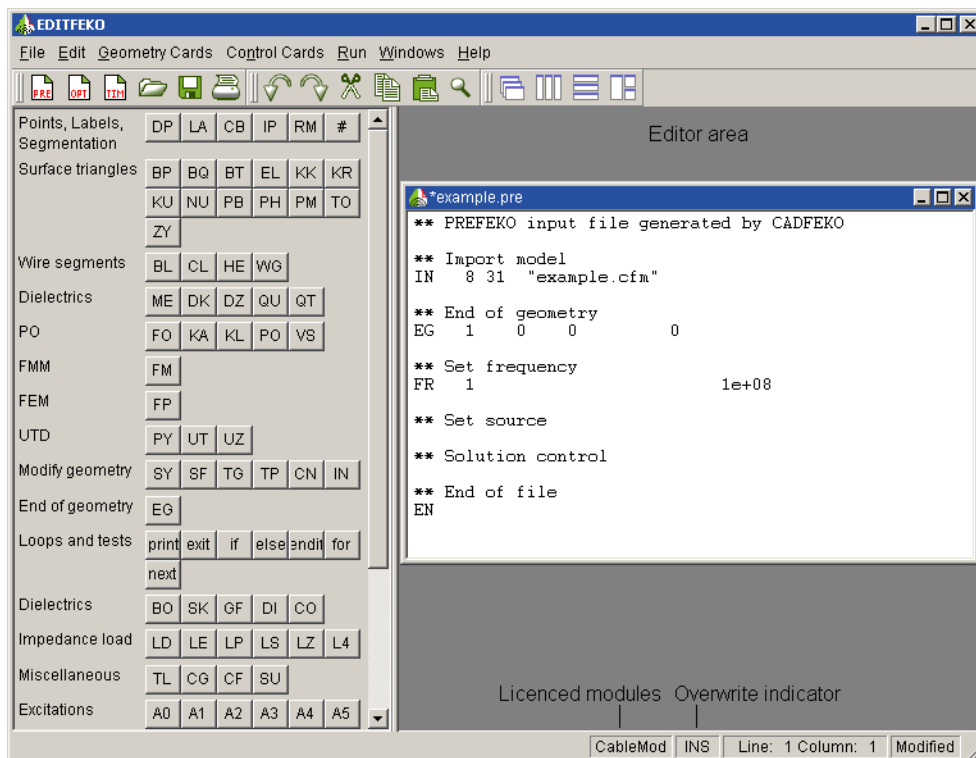 EDITFEKO
File Edit Geometry Cards Control Cards Run Windows Help
PRE OPT TIM
Points, Labels, Segmentation DP LA CB IP RM #
Surface triangles BP BQ BT EL KK KR
KU NU PB PH PM TO
ZY
Wire segments BL CL HE WG
Dielectrics ME DK DZ QU QT
PO FO KA KL PO VS
FMM FM
FEM FP
UTD PY UT UZ
Modify geometry SY SF TG TP CN IN
End of geometry EG
Loops and tests print exit if else endif for
next
Dielectrics BO SK GF DI CO
Impedance load LD LE LP LS LZ L4
Miscellaneous TL CG CF SU
Excitations A0 A1 A2 A3 A4 A5
Editor area
*example.pre
** PREFEKO input file generated by CADFEKO
** Import model
IN 8 31 "example.cfm"
** End of geometry
EG 1 0 0 0
** Set frequency
FR 1 1e+08
** Set source
** Solution control
** End of file
EN
Licenced modules Overwrite indicator
CableMod INS Line: 1 Column: 1 Modified